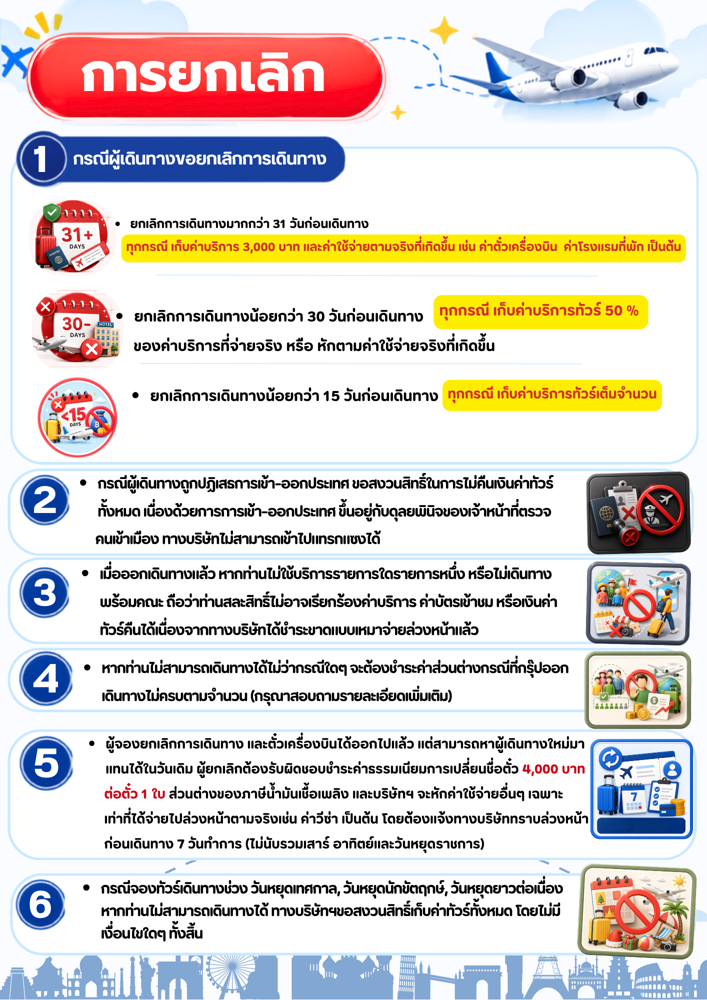 การยกเลิก
1 กรณีผู้เดินทางขอยกเลิกการเดินทาง
31+
DAYS
PASSPORT
• ยกเลิกการเดินทางมากกว่า 31 วันก่อนเดินทาง
ทุกกรณี เก็บค่าบริการ 3,000 บาท และค่าใช้จ่ายตามจริงที่เกิดขึ้น เช่น ค่าตั๋วเครื่องบิน ค่าโรงแรมที่พัก เป็นต้น
30-
DAYS
HOTEL
• ยกเลิกการเดินทางน้อยกว่า 30 วันก่อนเดินทาง ทุกกรณี เก็บค่าบริการทัวร์ 50 %
ของค่าบริการที่จ่ายจริง หรือ หักตามค่าใช้จ่ายจริงที่เกิดขึ้น
<15
DAYS
• ยกเลิกการเดินทางน้อยกว่า 15 วันก่อนเดินทาง ทุกกรณี เก็บค่าบริการทัวร์เต็มจำนวน
2 • กรณีผู้เดินทางถูกปฏิเสธการเข้า-ออกประเทศ ขอสงวนสิทธิ์ในการไม่คืนเงินค่าทัวร์
ทั้งหมด เนื่องด้วยการการเข้า-ออกประเทศ ขึ้นอยู่กับดุลยพินิจของเจ้าหน้าที่ตรวจ
คนเข้าเมือง ทางบริษัทไม่สามารถเข้าไปแทรกแซงได้
3 • เมื่อออกเดินทางแล้ว หากท่านไม่ใช้บริการรายการใดรายการหนึ่ง หรือไม่เดินทาง
พร้อมคณะ ถือว่าท่านสละสิทธิ์ไม่อาจเรียกร้องค่าบริการ ค่าบัตรเข้าชม หรือเงินค่า
ทัวร์คืนได้เนื่องจากทางบริษัทได้ชำระขาดแบบเหมาจ่ายล่วงหน้าแล้ว
4 • หากท่านไม่สามารถเดินทางได้ไม่ว่ากรณีใดๆ จะต้องชำระค่าส่วนต่างกรณีที่กรุ๊ปออก
เดินทางไม่ครบตามจำนวน (กรุณาสอบถามรายละเอียดเพิ่มเติม)
5 • ผู้จองยกเลิกการเดินทาง และตั๋วเครื่องบินได้ออกไปแล้ว แต่สามารถหาผู้เดินทางใหม่มา
แทนได้ในวันเดิม ผู้ยกเลิกต้องรับผิดชอบชำระค่าธรรมเนียมการเปลี่ยนชื่อตั๋ว 4,000 บาท
ต่อตั๋ว 1 ใบ ส่วนต่างของภาษีน้ำมันเชื้อเพลิง และบริษัทฯ จะหักค่าใช้จ่ายอื่นๆ เฉพาะ
เท่าที่ได้จ่ายไปล่วงหน้าตามจริงเช่น ค่าวีซ่า เป็นต้น โดยต้องแจ้งทางบริษัททราบล่วงหน้า
ก่อนเดินทาง 7 วันทำการ (ไม่นับรวมเสาร์ อาทิตย์และวันหยุดราชการ)
7
6 • กรณีจองทัวร์เดินทางช่วง วันหยุดเทศกาล, วันหยุดนักขัตฤกษ์, วันหยุดยาวต่อเนื่อง
หากท่านไม่สามารถเดินทางได้ ทางบริษัทฯขอสงวนสิทธิ์เก็บค่าทัวร์ทั้งหมด โดยไม่มี
เงื่อนไขใดๆ ทั้งสิ้น